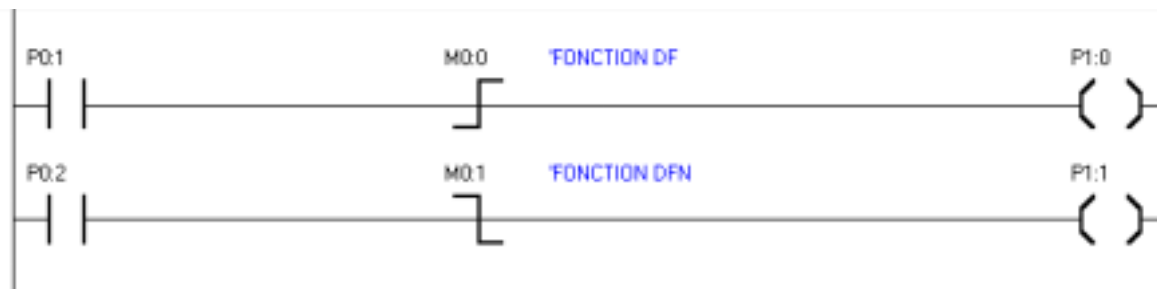 P0:1 M0:0 'FONCTION DF P1:0
P0:2 M0:1 'FONCTION DFN P1:1